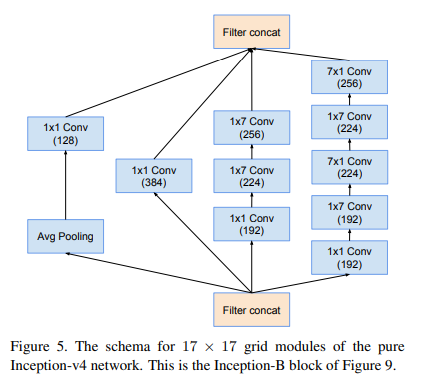 Filter concat
7x1 Conv
(256)
1x7 Conv
(224)
1x7 Conv
(256)
1x1 Conv
(128)
7x1 Conv
(224)
1x7 Conv
(224)
1x1 Conv
(384)
1x7 Conv
(192)
1x1 Conv
(192)
Avg Pooling
1x1 Conv
(192)
Filter concat
Figure 5. The schema for 17 × 17 grid modules of the pure
Inception-v4 network. This is the Inception-B block of Figure 9.